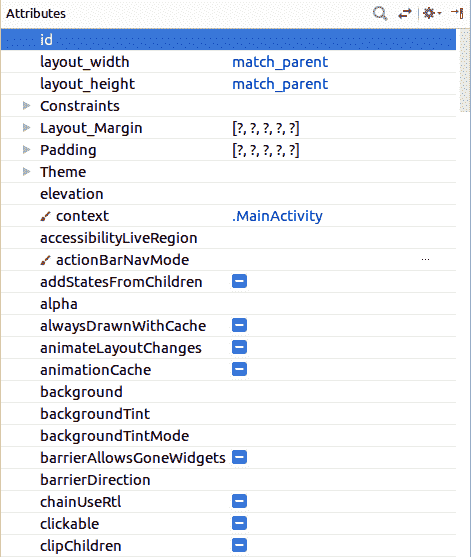 Attributes
id
layout_width match_parent
layout_height match_parent
Constraints
Layout_Margin [?, ?, ?, ?, ?]
Padding [?, ?, ?, ?, ?]
Theme
elevation
context .MainActivity
accessibilityLiveRegion
actionBarNavMode ...
addStatesFromChildren
alpha
alwaysDrawnWithCache
animateLayoutChanges
animationCache
background
backgroundTint
backgroundTintMode
barrierAllowsGoneWidgets
barrierDirection
chainUseRtl
clickable
clipChildren